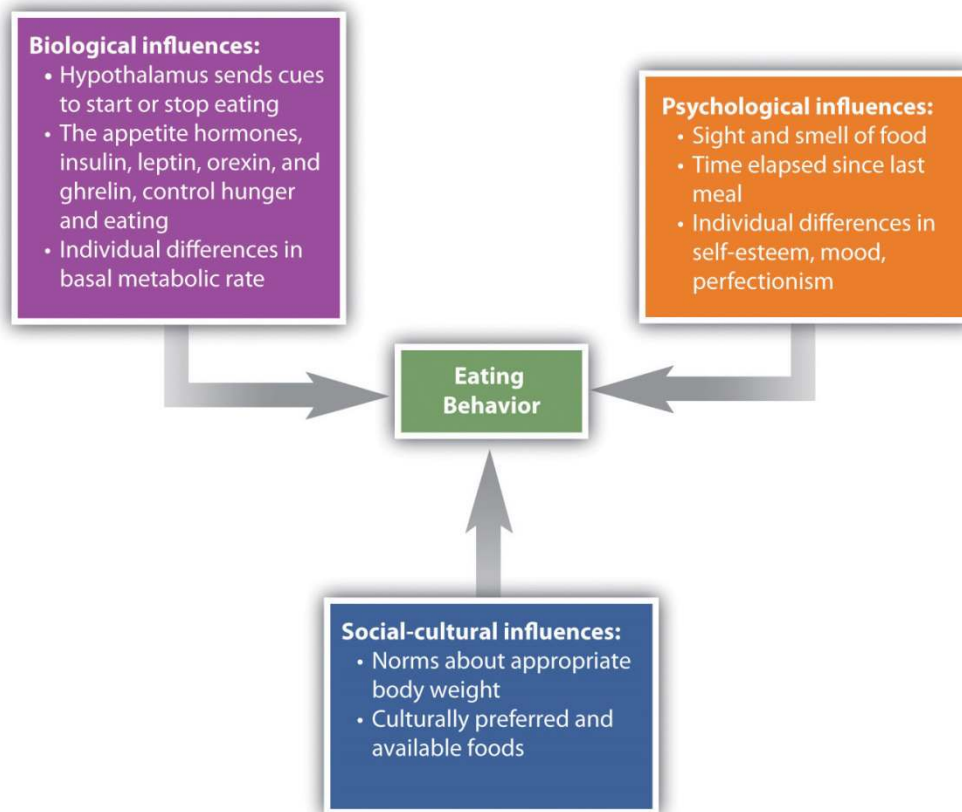 Biological influences:
• Hypothalamus sends cues
to start or stop eating
• The appetite hormones,
insulin, leptin, orexin, and
ghrelin, control hunger
and eating
• Individual differences in
basal metabolic rate
Psychological influences:
• Sight and smell of food
• Time elapsed since last
meal
• Individual differences in
self-esteem, mood,
perfectionism
Eating
Behavior
Social-cultural influences:
• Norms about appropriate
body weight
• Culturally preferred and
available foods